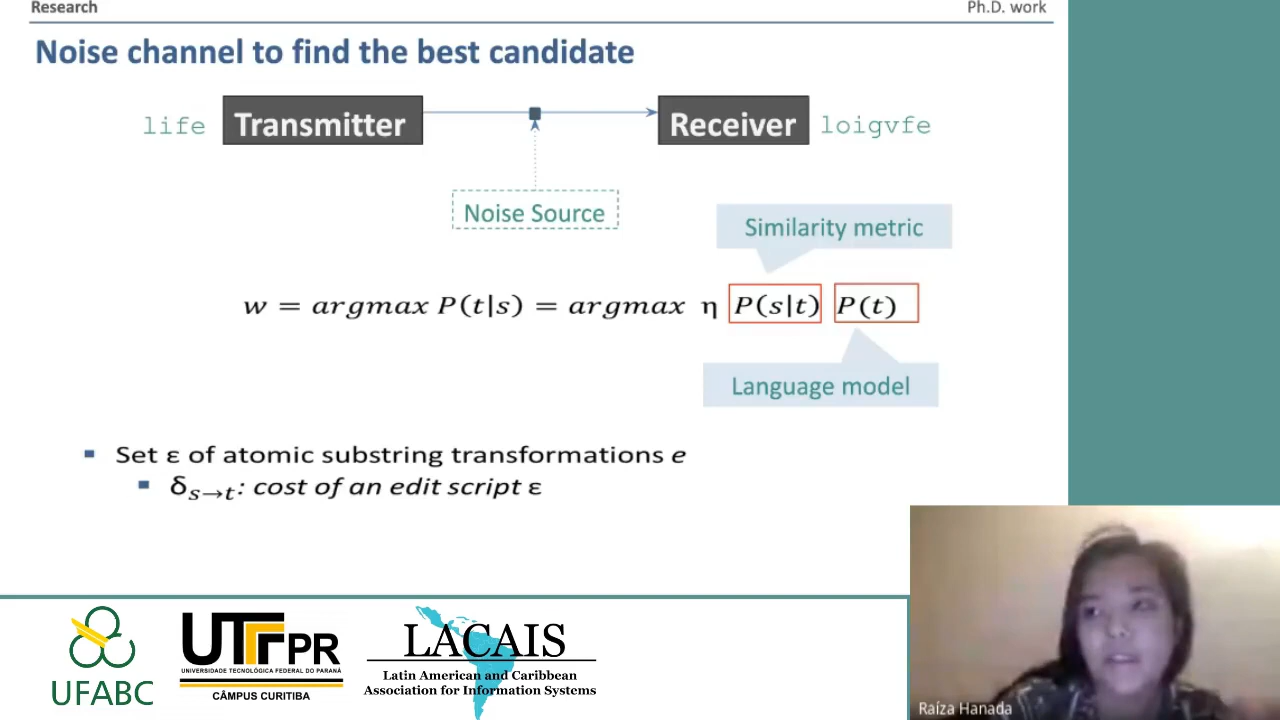 Research
Ph.D. work
Noise channel to find the best candidate
life
Transmitter
Receiver
loigvfe
Noise Source
Similarity metric
w = argmax P(t|s) = argmax η P(s|t) P(t)
Language model
Set ε of atomic substring transformations e
δs→t: cost of an edit script ε
UFABC
UTFPR
UNIVERSIDADE TECNOLÓGICA FEDERAL DO PARANÁ
CÂMPUS CURITIBA
LACAIS
Latin American and Caribbean
Association for Information Systems
Raíza Hanada